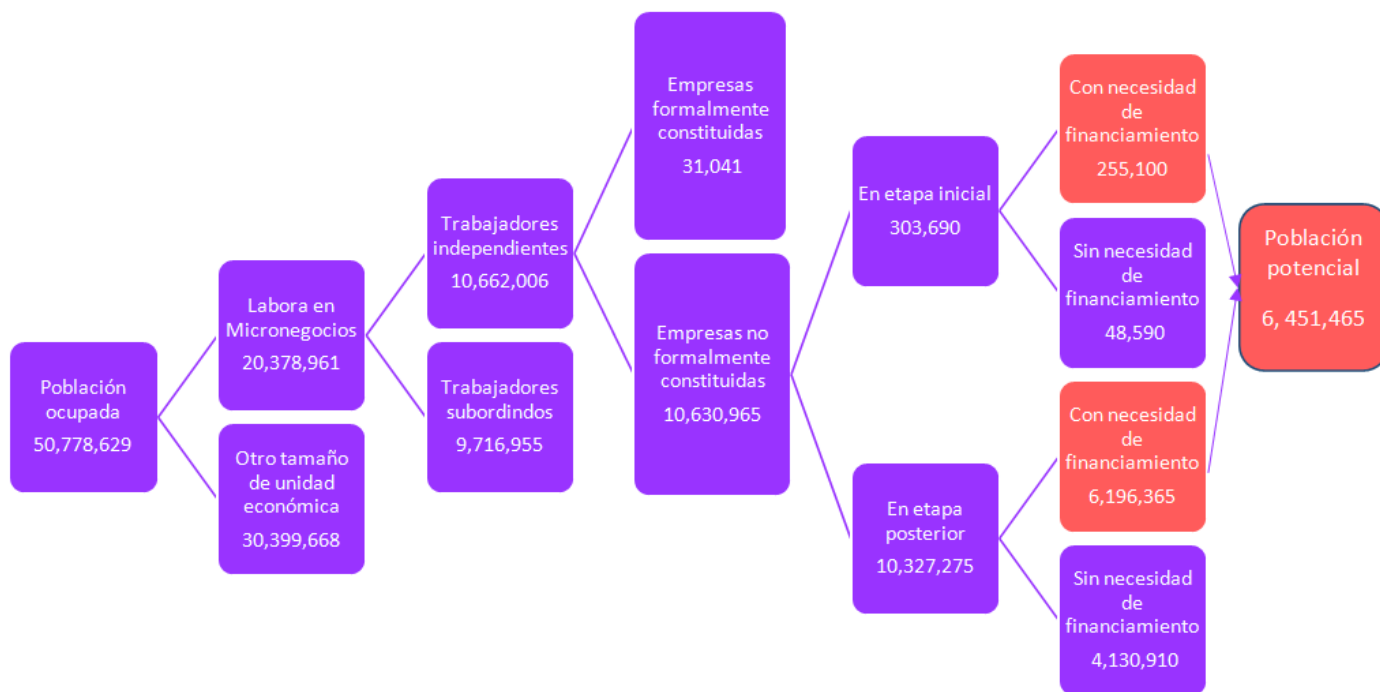 Población
ocupada
50,778,629
Labora en
Micronegocios
20,378,961
Otro tamaño
de unidad
económica
30,399,668
Trabajadores
independientes
10,662,006
Trabajadores
subordindos
9,716,955
Empresas
formalmente
constituidas
31,041
Empresas no
formalmente
constituidas
10,630,965
En etapa inicial
303,690
En etapa
posterior
10,327,275
Con necesidad
de
financiamiento
255,100
Sin necesidad
de
financiamiento
48,590
Con necesidad
de
financiamiento
6,196,365
Sin necesidad
de
financiamiento
4,130,910
Población
potencial
6, 451,465